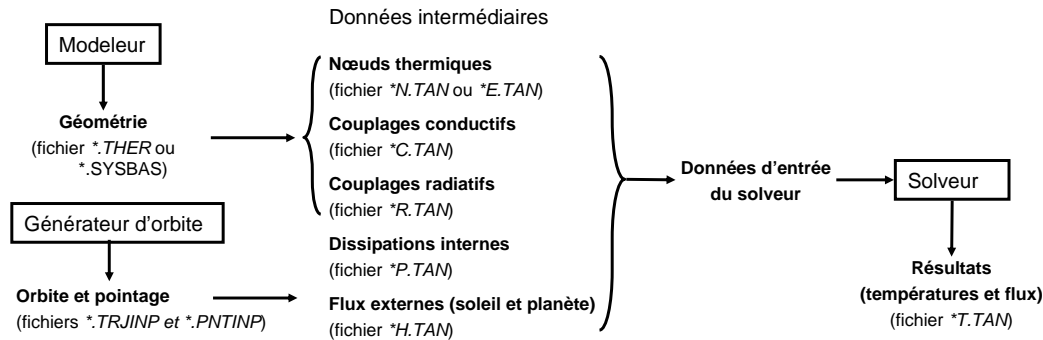 Données intermédiaires
Modeleur
Géométrie
(fichier *.THER ou
*.SYSBAS)
Générateur d'orbite
Orbite et pointage
(fichiers *.TRJINP et *.PNTINP)
Nœuds thermiques
(fichier *N.TAN ou *E.TAN)
Couplages conductifs
(fichier *C.TAN)
Couplages radiatifs
(fichier *R.TAN)
Dissipations internes
(fichier *P.TAN)
Flux externes (soleil et planète)
(fichier *H.TAN)
Données d'entrée
du solveur
Solveur
Résultats
(températures et flux)
(fichier *T.TAN)